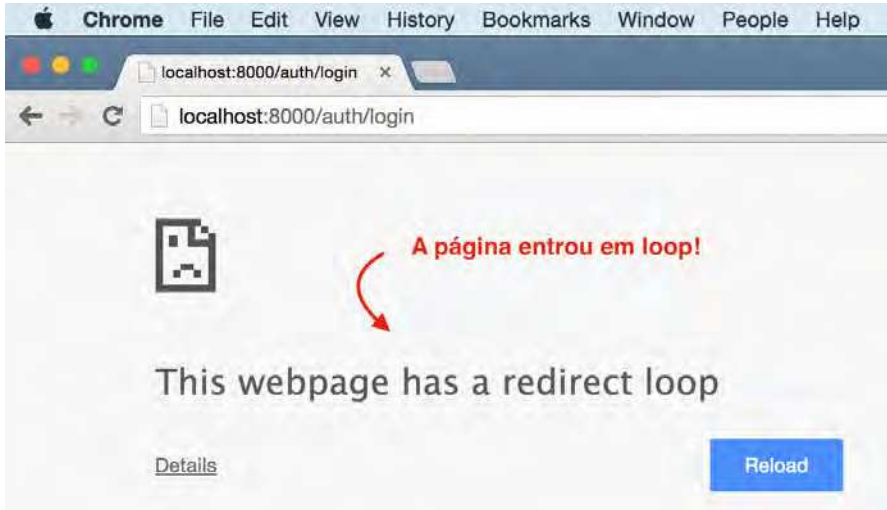 Chrome File Edit View History Bookmarks Window People Help
localhost:8000/auth/login ×
localhost:8000/auth/login
A página entrou em loop!
This webpage has a redirect loop
Details Reload